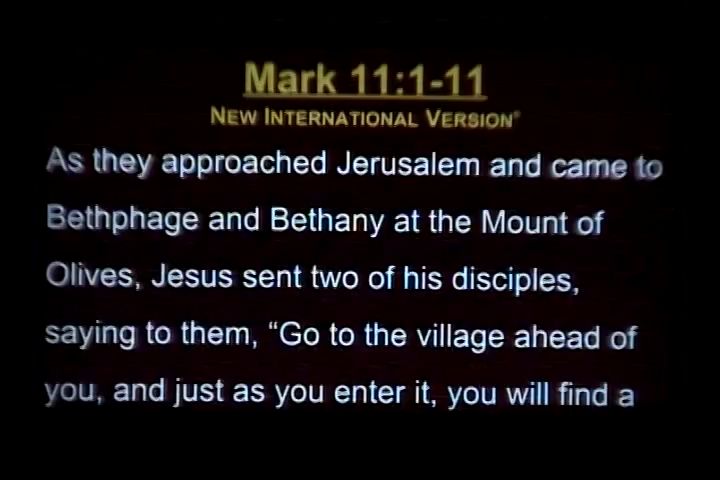 Mark 11:1-11
NEW INTERNATIONAL VERSION®
As they approached Jerusalem and came to
Bethphage and Bethany at the Mount of
Olives, Jesus sent two of his disciples,
saying to them, “Go to the village ahead of
you, and just as you enter it, you will find a